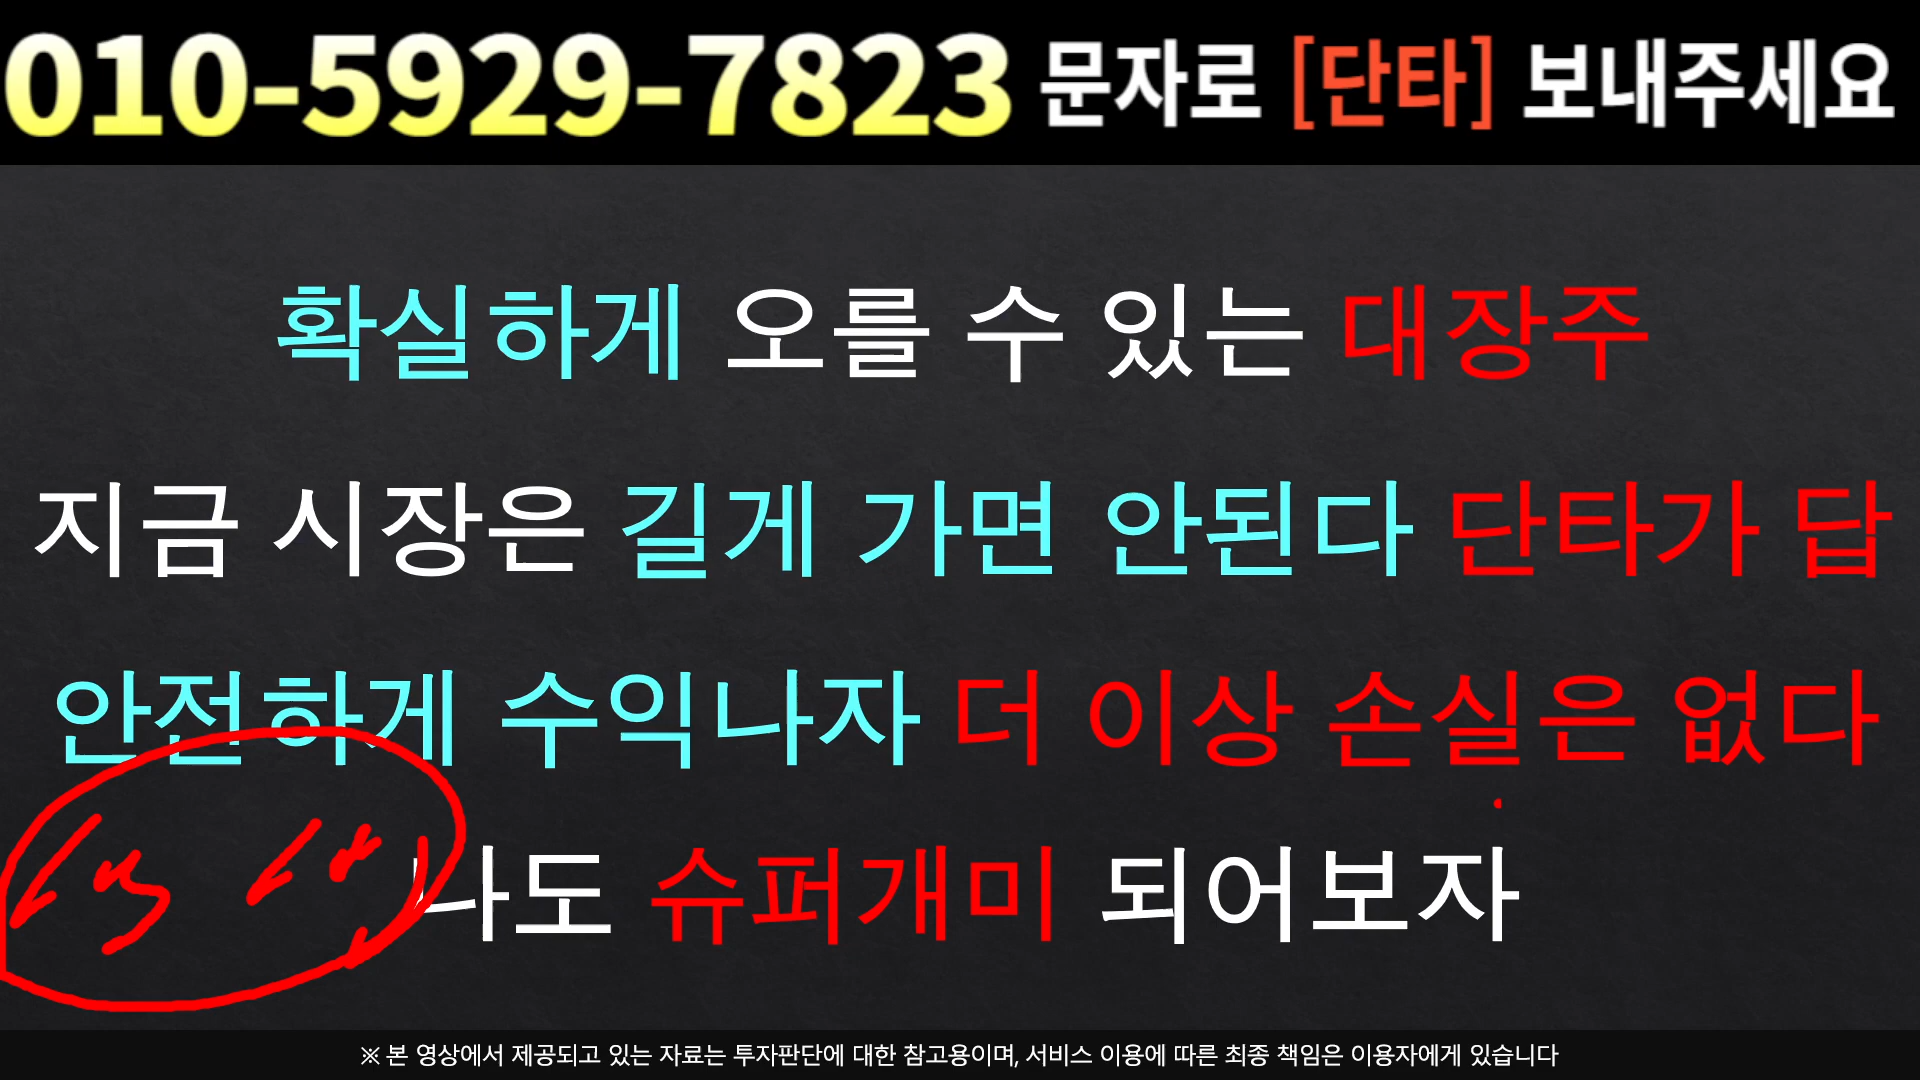 010-5929-7823 문자로 [단타] 보내주세요
확실하게 오를 수 있는 대장주
지금 시장은 길게 가면 안된다 단타가 답
안전하게 수익나자 더 이상 손실은 없다
나도 슈퍼개미 되어보자
※ 본 영상에서 제공되고 있는 자료는 투자판단에 대한 참고용이며, 서비스 이용에 따른 최종 책임은 이용자에게 있습니다